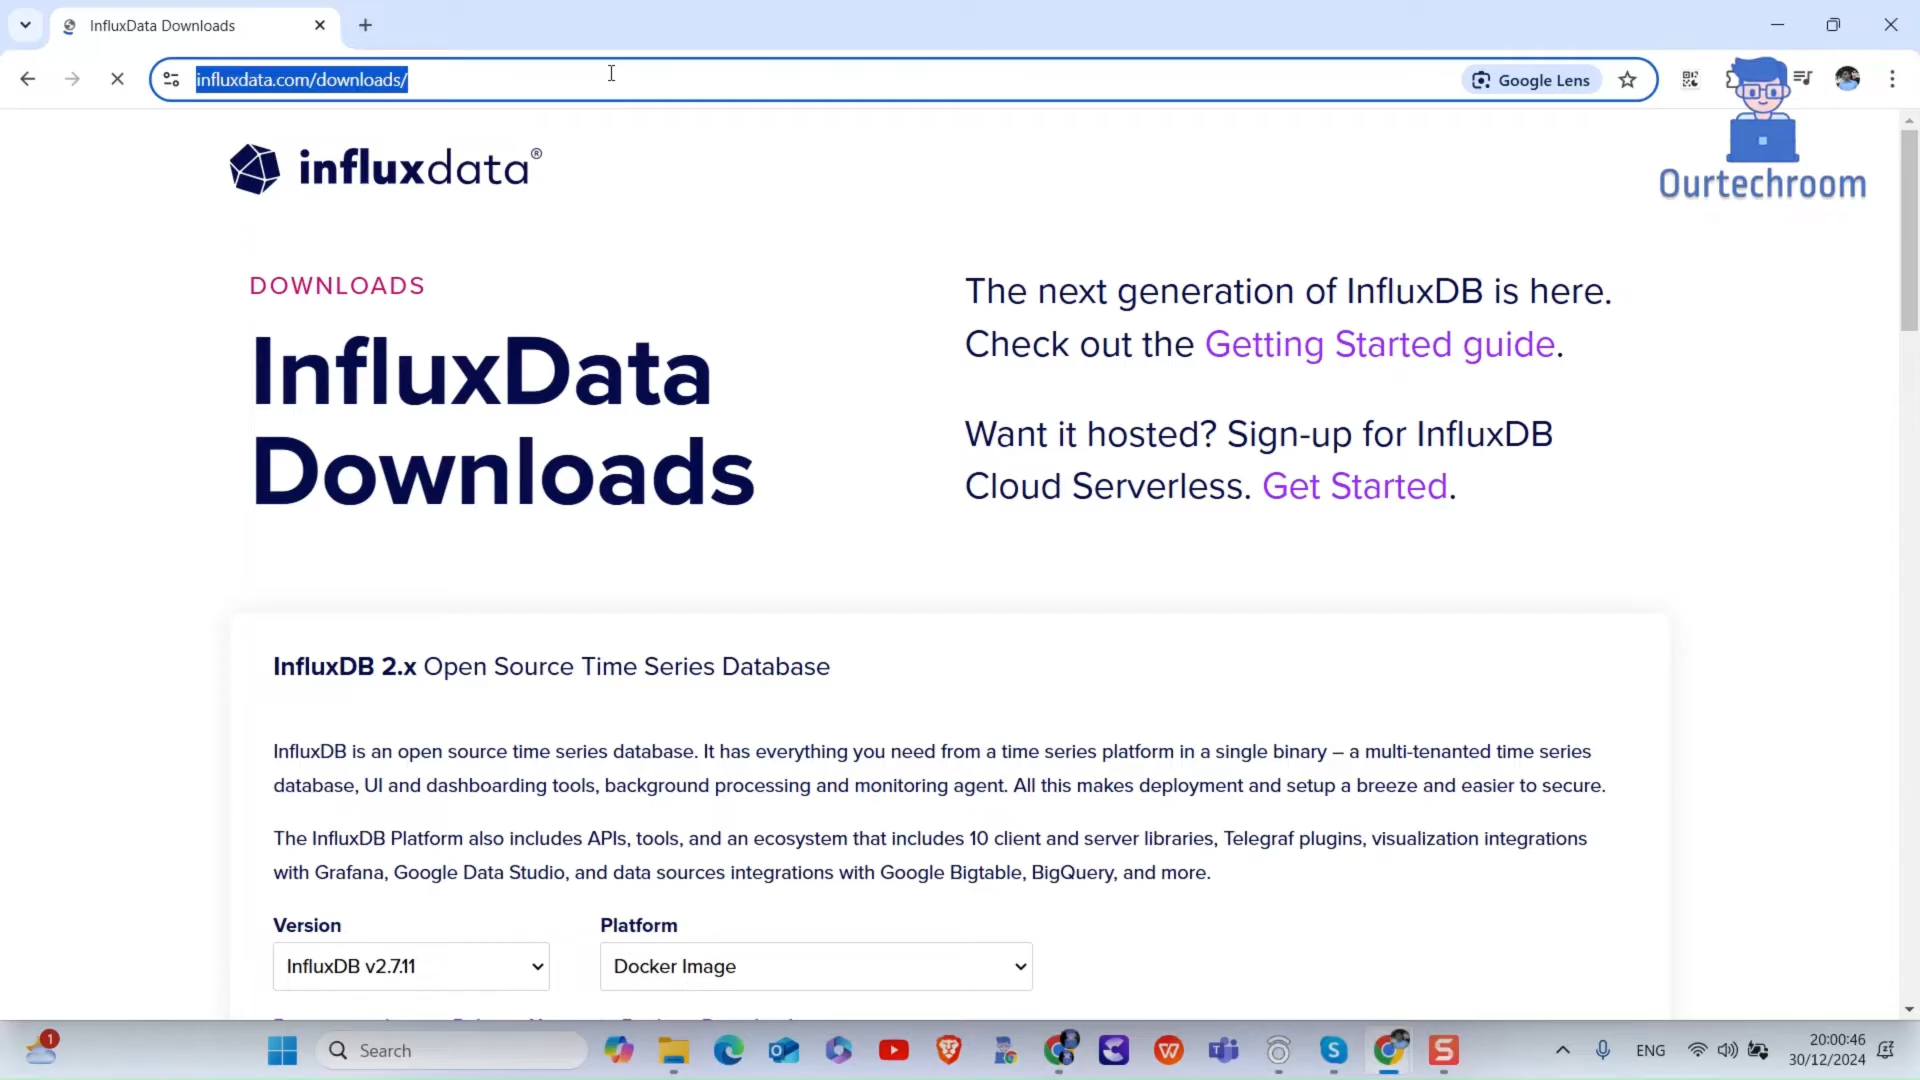 InfluxData Downloads
influxdata.com/downloads/
Google Lens
influxdata®
Ourtechroom
DOWNLOADS
InfluxData
Downloads
The next generation of InfluxDB is here.
Check out the Getting Started guide.
Want it hosted? Sign-up for InfluxDB
Cloud Serverless. Get Started.
InfluxDB 2.x Open Source Time Series Database
InfluxDB is an open source time series database. It has everything you need from a time series platform in a single binary – a multi-tenanted time series
database, UI and dashboarding tools, background processing and monitoring agent. All this makes deployment and setup a breeze and easier to secure.
The InfluxDB Platform also includes APIs, tools, and an ecosystem that includes 10 client and server libraries, Telegraf plugins, visualization integrations
with Grafana, Google Data Studio, and data sources integrations with Google Bigtable, BigQuery, and more.
Version
Platform
InfluxDB v2.7.11
Docker Image
1
Search
ENG
20:00:46
30/12/2024